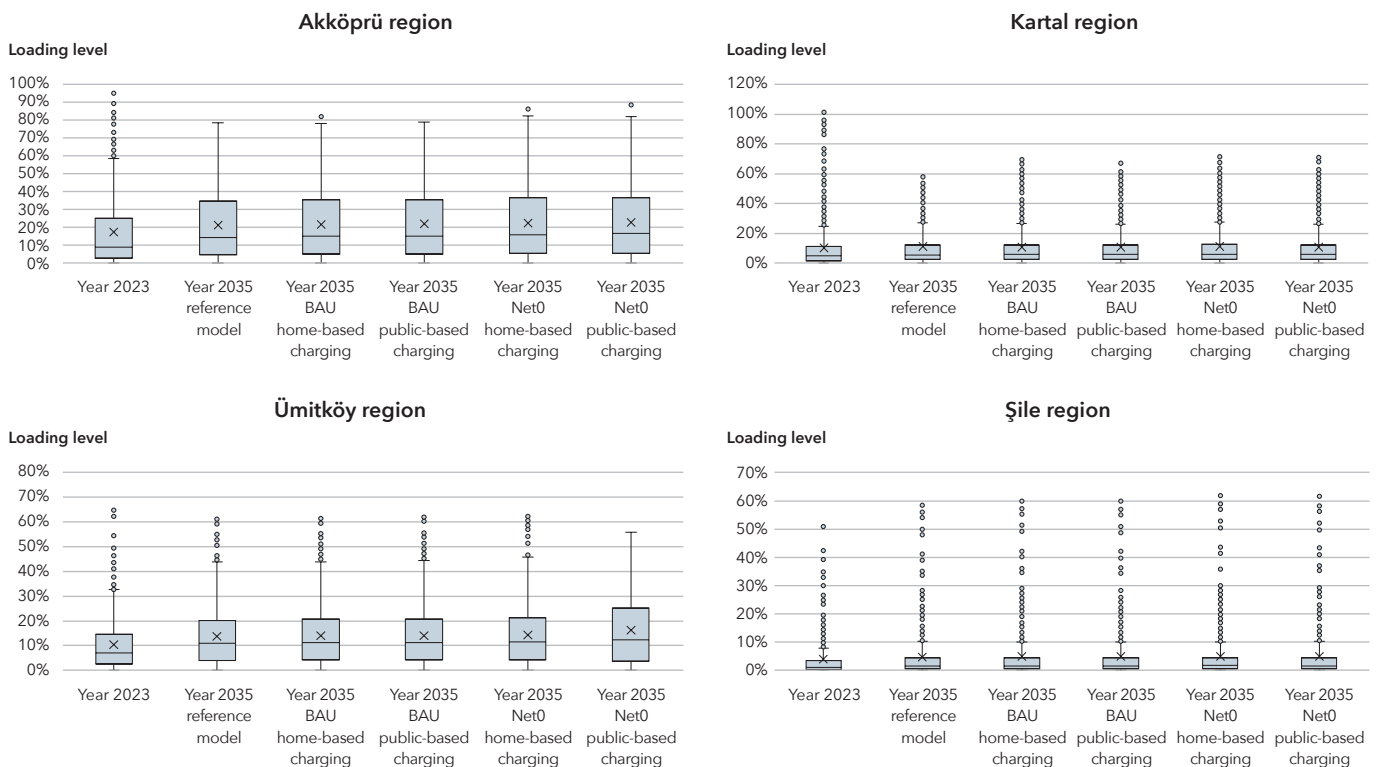 Akköprü region
Loading level
100%
90%
80%
70%
60%
50%
40%
30%
20%
10%
0%
Year 2023
Year 2035
reference
model
Year 2035
BAU
home-based
charging
Year 2035
BAU
public-based
charging
Year 2035
Net0
home-based
charging
Year 2035
Net0
public-based
charging
Kartal region
Loading level
120%
100%
80%
60%
40%
20%
0%
Year 2023
Year 2035
reference
model
Year 2035
BAU
home-based
charging
Year 2035
BAU
public-based
charging
Year 2035
Net0
home-based
charging
Year 2035
Net0
public-based
charging
Ümitköy region
Loading level
80%
70%
60%
50%
40%
30%
20%
10%
0%
Year 2023
Year 2035
reference
model
Year 2035
BAU
home-based
charging
Year 2035
BAU
public-based
charging
Year 2035
Net0
home-based
charging
Year 2035
Net0
public-based
charging
Şile region
Loading level
70%
60%
50%
40%
30%
20%
10%
0%
Year 2023
Year 2035
reference
model
Year 2035
BAU
home-based
charging
Year 2035
BAU
public-based
charging
Year 2035
Net0
home-based
charging
Year 2035
Net0
public-based
charging